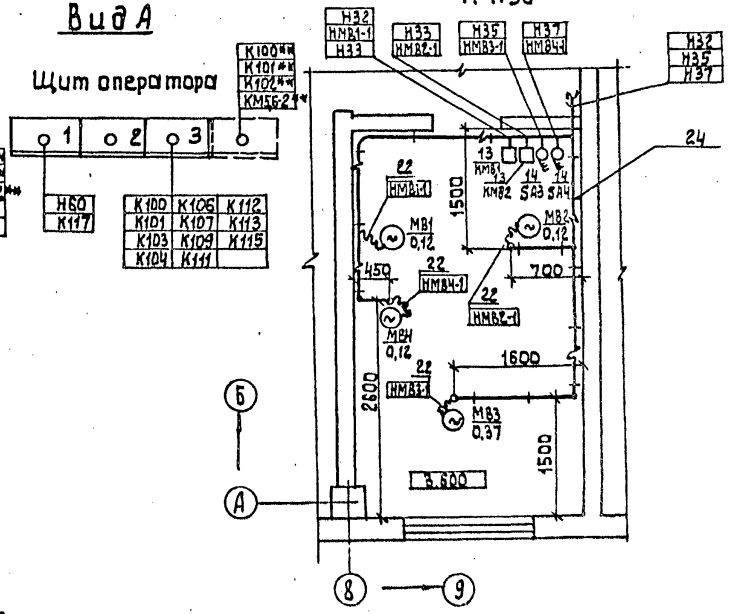 Вид А
Щит оператора
К100**
К101**
К102**
КМ56-2**
1 2 3
Н60
К117
К100 К106 К112
К101 К107 К113
К103 К109 К115
К104 К111
Н32
НМВ1-1
Н33
Н33
НМВ2-1
Н35
НМВ3-1
Н37
НМВ4-1
Н32
Н35
Н37
24
13
КМВ1
13
КМВ2
14
SA3
14
SA4
22
НМВ1-1
МВ1
0,12
1500
МВ2
0,12
450
22
НМВ4-1
700
22
НМВ2-1
МВ4
0,12
1600
22
НМВ3-1
2600
МВ3
0,37
1500
3.600
Б
А
8
9